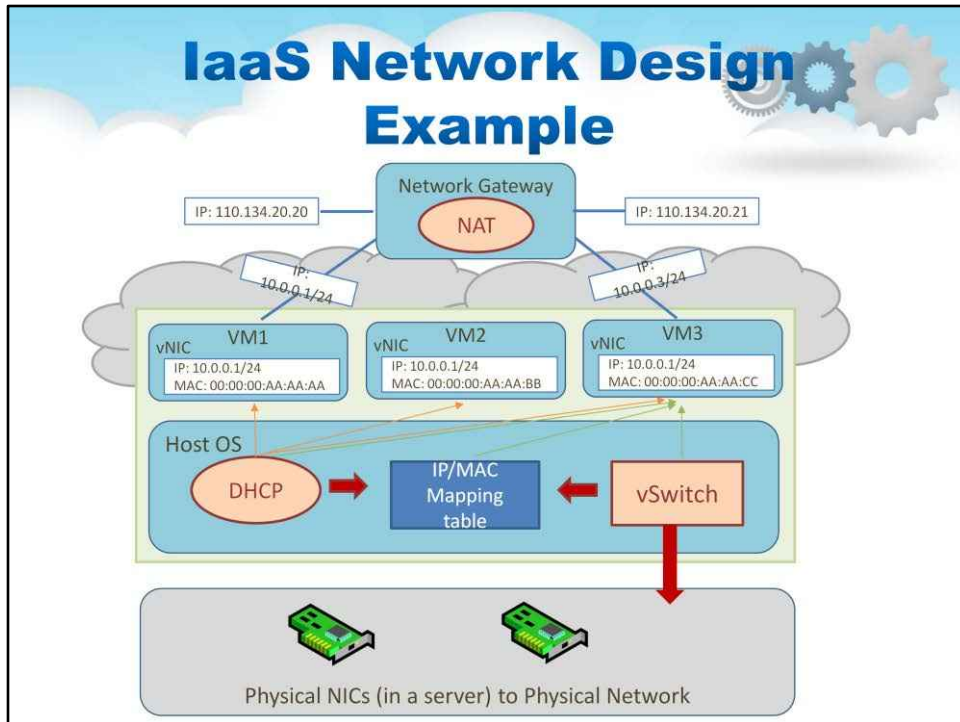 IaaS Network Design
Example
Network Gateway
NAT
IP: 110.134.20.20
IP: 110.134.20.21
IP:
10.0.0.1/24
IP:
10.0.0.3/24
VM1
vNIC
IP: 10.0.0.1/24
MAC: 00:00:00:AA:AA:AA
VM2
vNIC
IP: 10.0.0.1/24
MAC: 00:00:00:AA:AA:BB
VM3
vNIC
IP: 10.0.0.1/24
MAC: 00:00:00:AA:AA:CC
Host OS
DHCP
IP/MAC
Mapping
table
vSwitch
Physical NICs (in a server) to Physical Network